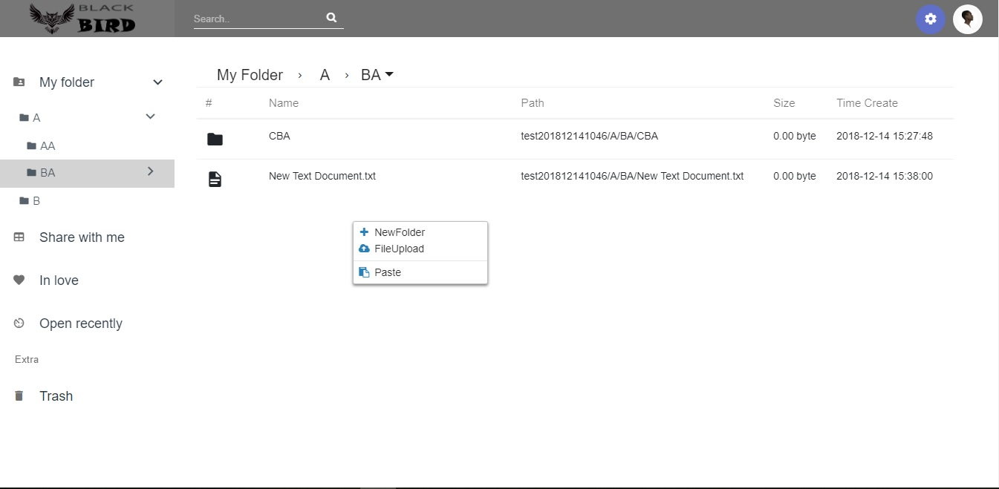 BLACK
BIRD
Search..
My folder
A
AA
BA
B
Share with me
In love
Open recently
Extra
Trash
My Folder › A › BA
# Name Path Size Time Create
CBA test201812141046/A/BA/CBA 0.00 byte 2018-12-14 15:27:48
New Text Document.txt test201812141046/A/BA/New Text Document.txt 0.00 byte 2018-12-14 15:38:00
NewFolder
FileUpload
Paste